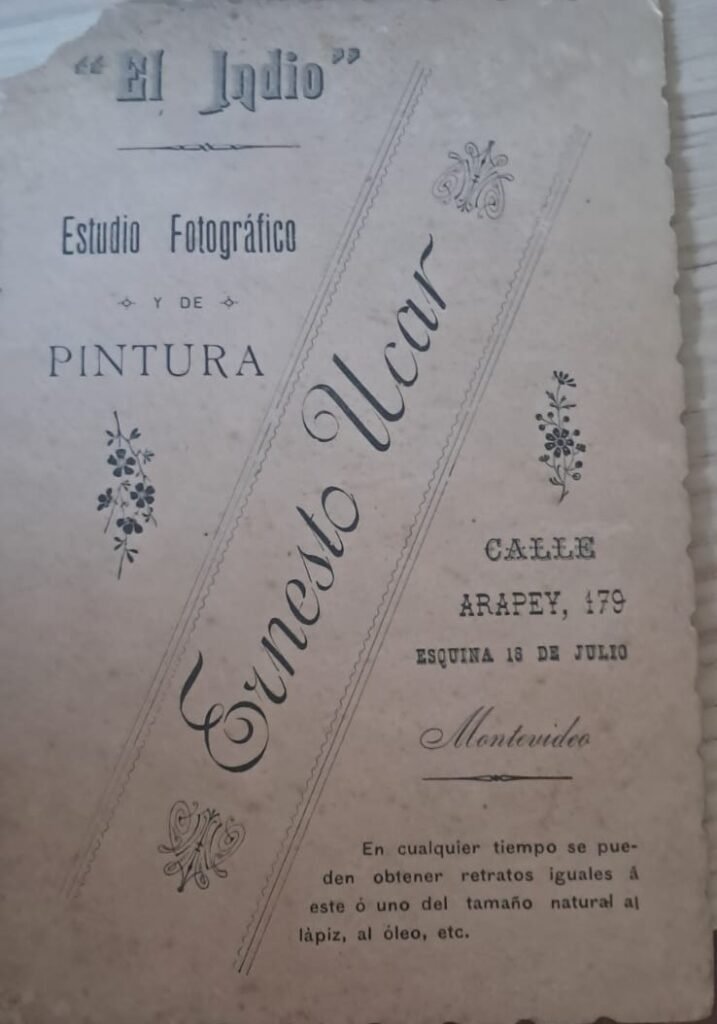 "El Indio"
Estudio Fotográfico
Y DE
PINTURA
Ernesto Ucar
CALLE
ARAPEY, 179
ESQUINA 18 DE JULIO
Montevideo
En cualquier tiempo se pue-
den obtener retratos iguales á
este ó uno del tamaño natural al
làpiz, al óleo, etc.